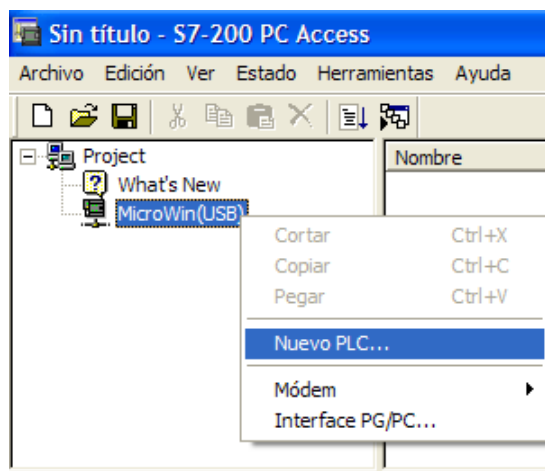 Sin título - S7-200 PC Access
Archivo Edición Ver Estado Herramientas Ayuda
Project
Nombre
What's New
MicroWin(USB)
Cortar Ctrl+X
Copiar Ctrl+C
Pegar Ctrl+V
Nuevo PLC...
Módem
Interface PG/PC...